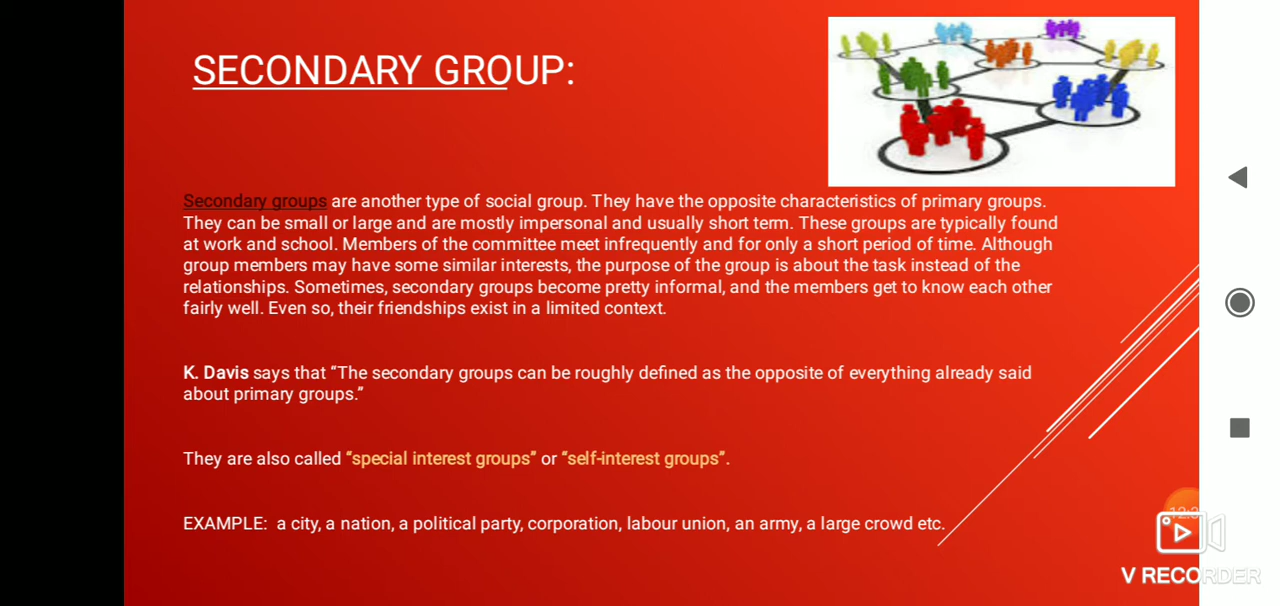 SECONDARY GROUP:
Secondary groups are another type of social group. They have the opposite characteristics of primary groups.
They can be small or large and are mostly impersonal and usually short term. These groups are typically found
at work and school. Members of the committee meet infrequently and for only a short period of time. Although
group members may have some similar interests, the purpose of the group is about the task instead of the
relationships. Sometimes, secondary groups become pretty informal, and the members get to know each other
fairly well. Even so, their friendships exist in a limited context.
K. Davis says that “The secondary groups can be roughly defined as the opposite of everything already said
about primary groups.”
They are also called “special interest groups” or “self-interest groups”.
EXAMPLE: a city, a nation, a political party, corporation, labour union, an army, a large crowd etc.
V RECORDER